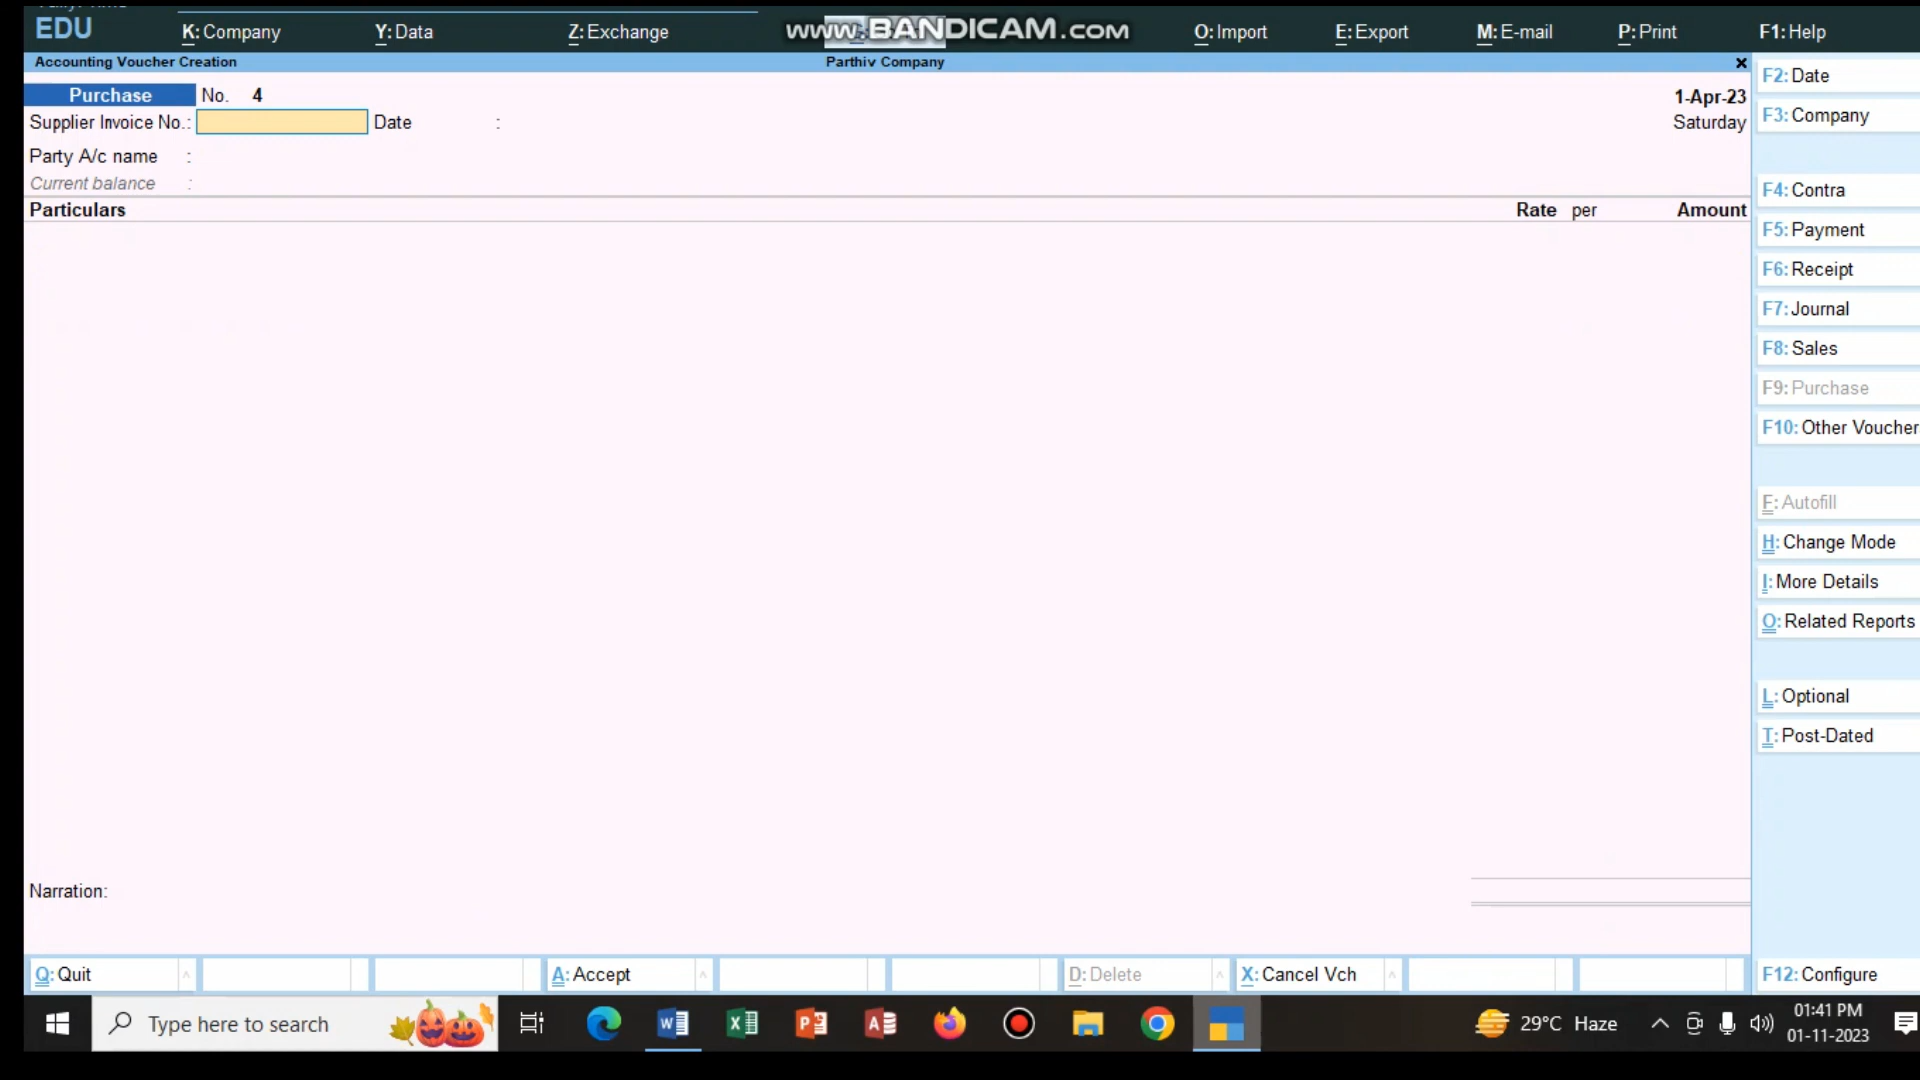 EDU
K: Company
Y: Data
Z: Exchange
www.BANDICAM.com
O: Import
E: Export
M: E-mail
P: Print
F1: Help
Accounting Voucher Creation
Parthiv Company
×
Purchase No. 4
1-Apr-23
Supplier Invoice No.: Date :
Saturday
Party A/c name :
Current balance :
Particulars Rate per Amount
Narration:
F2: Date
F3: Company
F4: Contra
F5: Payment
F6: Receipt
F7: Journal
F8: Sales
F9: Purchase
F10: Other Voucher
F: Autofill
H: Change Mode
I: More Details
O: Related Reports
L: Optional
T: Post-Dated
F12: Configure
Q: Quit
A: Accept
D: Delete
X: Cancel Vch
Type here to search
29°C Haze
01:41 PM
01-11-2023